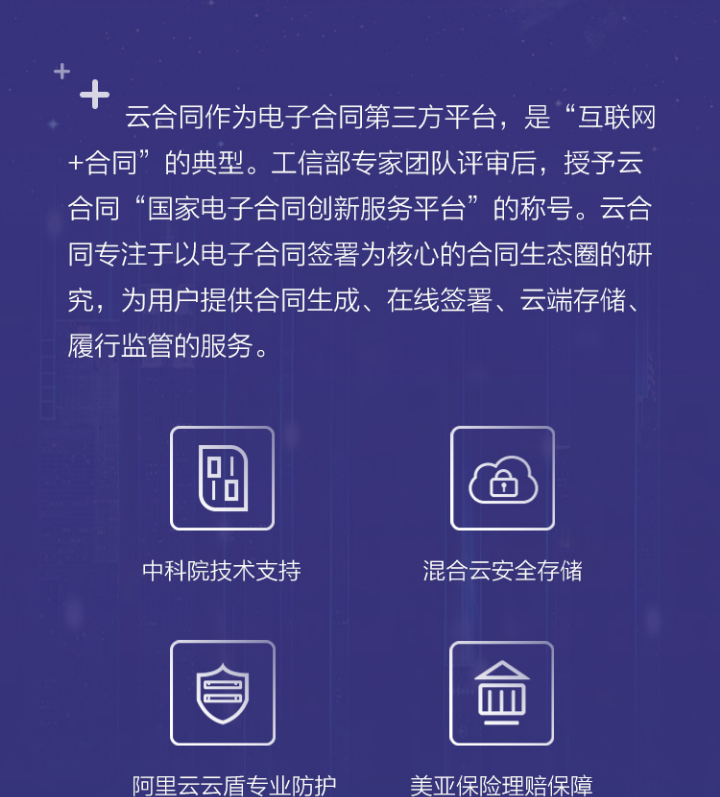 云合同作为电子合同第三方平台，是“互联网
+合同”的典型。工信部专家团队评审后，授予云
合同“国家电子合同创新服务平台”的称号。云合
同专注于以电子合同签署为核心的合同生态圈的研
究，为用户提供合同生成、在线签署、云端存储、
履行监管的服务。
中科院技术支持
混合云安全存储
阿里云云盾专业防护
美亚保险理赔保障